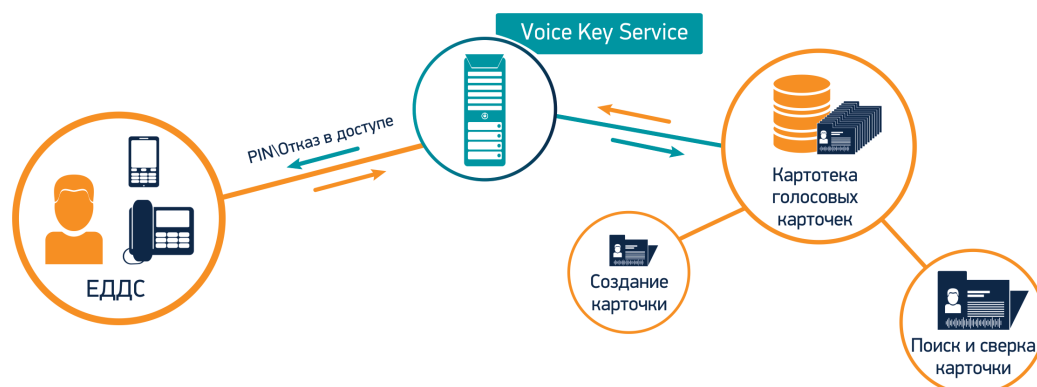 Voice Key Service
PIN\Отказ в доступе
ЕДДС
Картотека
голосовых
карточек
Создание
карточки
Поиск и сверка
карточки